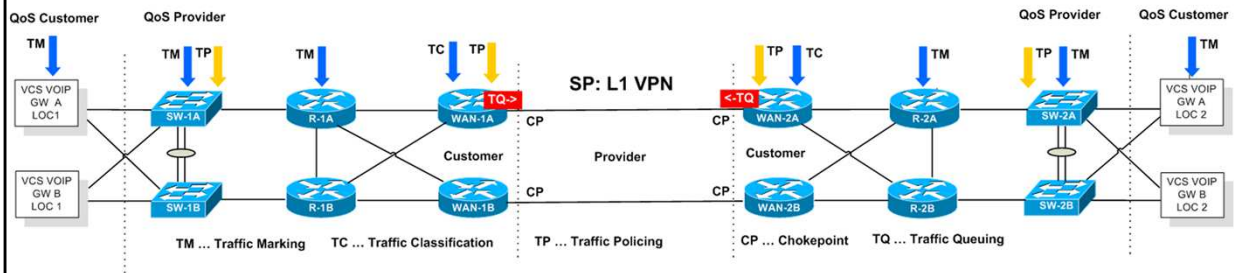 QoS Customer
QoS Provider
QoS Provider
QoS Customer
TM
TM
TP
TM
TC
TP
TP
TC
TM
TP
TM
TM
SP: L1 VPN
VCS VOIP
GW A
LOC1
SW-1A
R-1A
WAN-1A
TQ->
CP
<-TQ
CP
WAN-2A
R-2A
SW-2A
VCS VOIP
GW A
LOC 2
Customer
Provider
Customer
VCS VOIP
GW B
LOC 1
SW-1B
R-1B
WAN-1B
CP
CP
WAN-2B
R-2B
SW-2B
VCS VOIP
GW B
LOC 2
TM ... Traffic Marking
TC ... Traffic Classification
TP ... Traffic Policing
CP ... Chokepoint
TQ ... Traffic Queuing